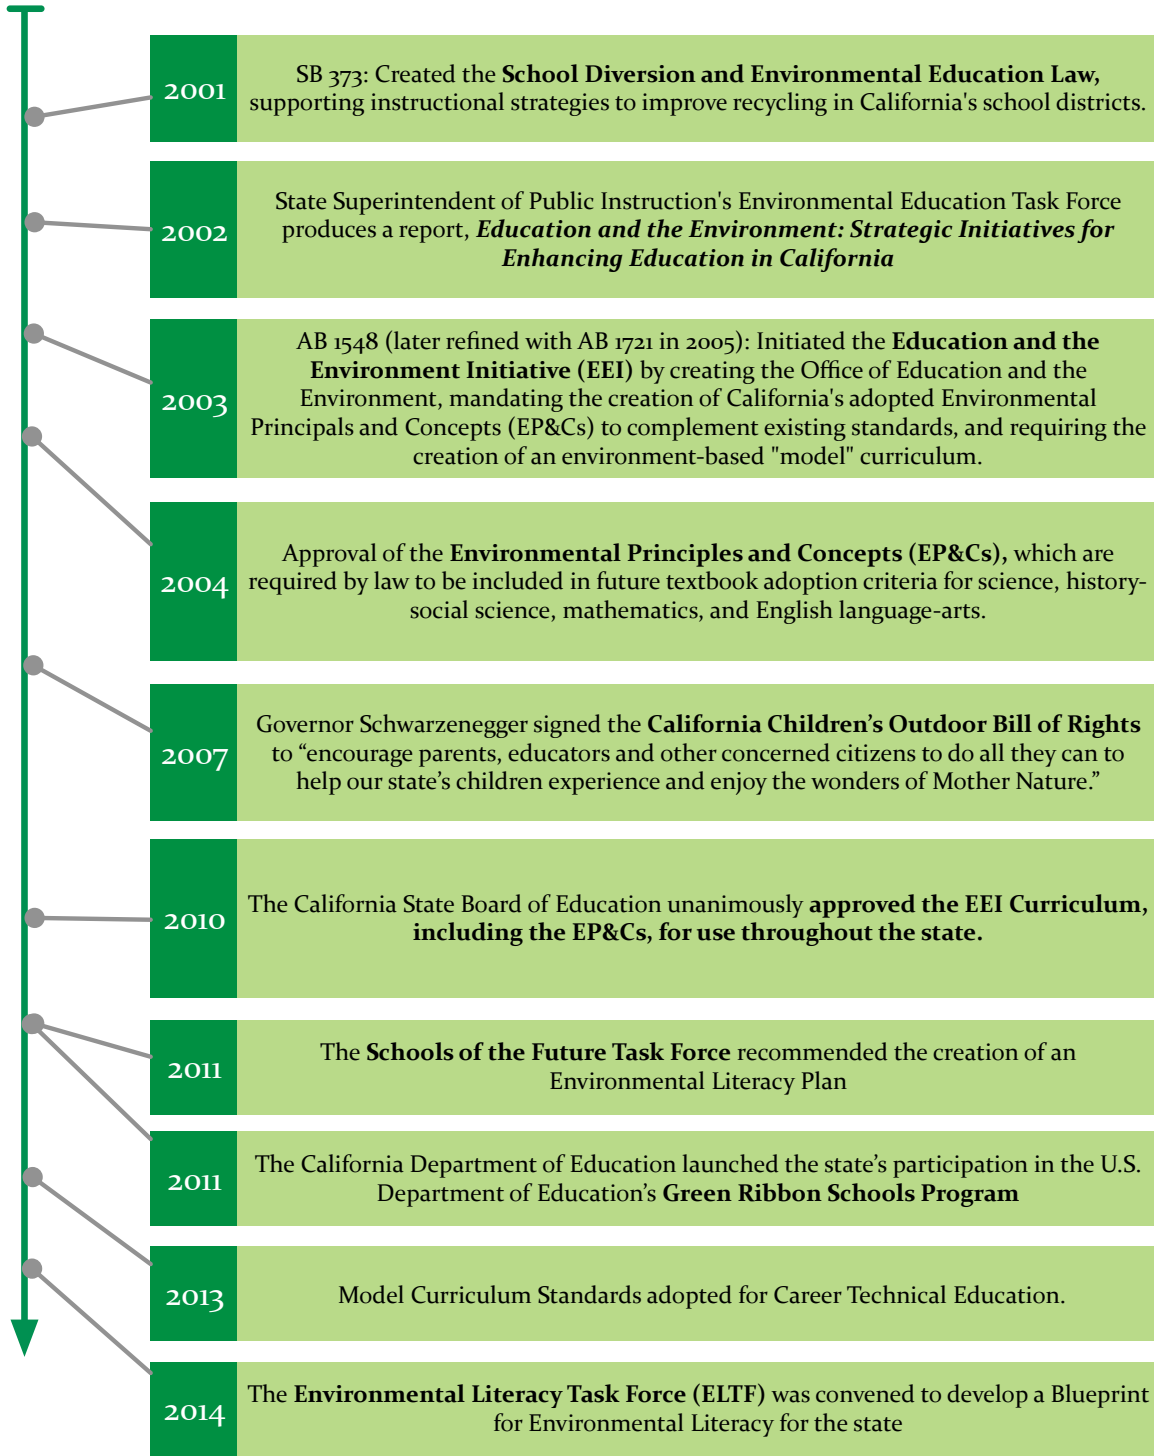 2001
SB 373: Created the School Diversion and Environmental Education Law,
supporting instructional strategies to improve recycling in California's school districts.
2002
State Superintendent of Public Instruction's Environmental Education Task Force
produces a report, Education and the Environment: Strategic Initiatives for
Enhancing Education in California
2003
AB 1548 (later refined with AB 1721 in 2005): Initiated the Education and the
Environment Initiative (EEI) by creating the Office of Education and the
Environment, mandating the creation of California's adopted Environmental
Principals and Concepts (EP&Cs) to complement existing standards, and requiring the
creation of an environment-based "model" curriculum.
2004
Approval of the Environmental Principles and Concepts (EP&Cs), which are
required by law to be included in future textbook adoption criteria for science, history-
social science, mathematics, and English language-arts.
2007
Governor Schwarzenegger signed the California Children’s Outdoor Bill of Rights
to “encourage parents, educators and other concerned citizens to do all they can to
help our state’s children experience and enjoy the wonders of Mother Nature.”
2010
The California State Board of Education unanimously approved the EEI Curriculum,
including the EP&Cs, for use throughout the state.
2011
The Schools of the Future Task Force recommended the creation of an
Environmental Literacy Plan
2011
The California Department of Education launched the state’s participation in the U.S.
Department of Education’s Green Ribbon Schools Program
2013
Model Curriculum Standards adopted for Career Technical Education.
2014
The Environmental Literacy Task Force (ELTF) was convened to develop a Blueprint
for Environmental Literacy for the state